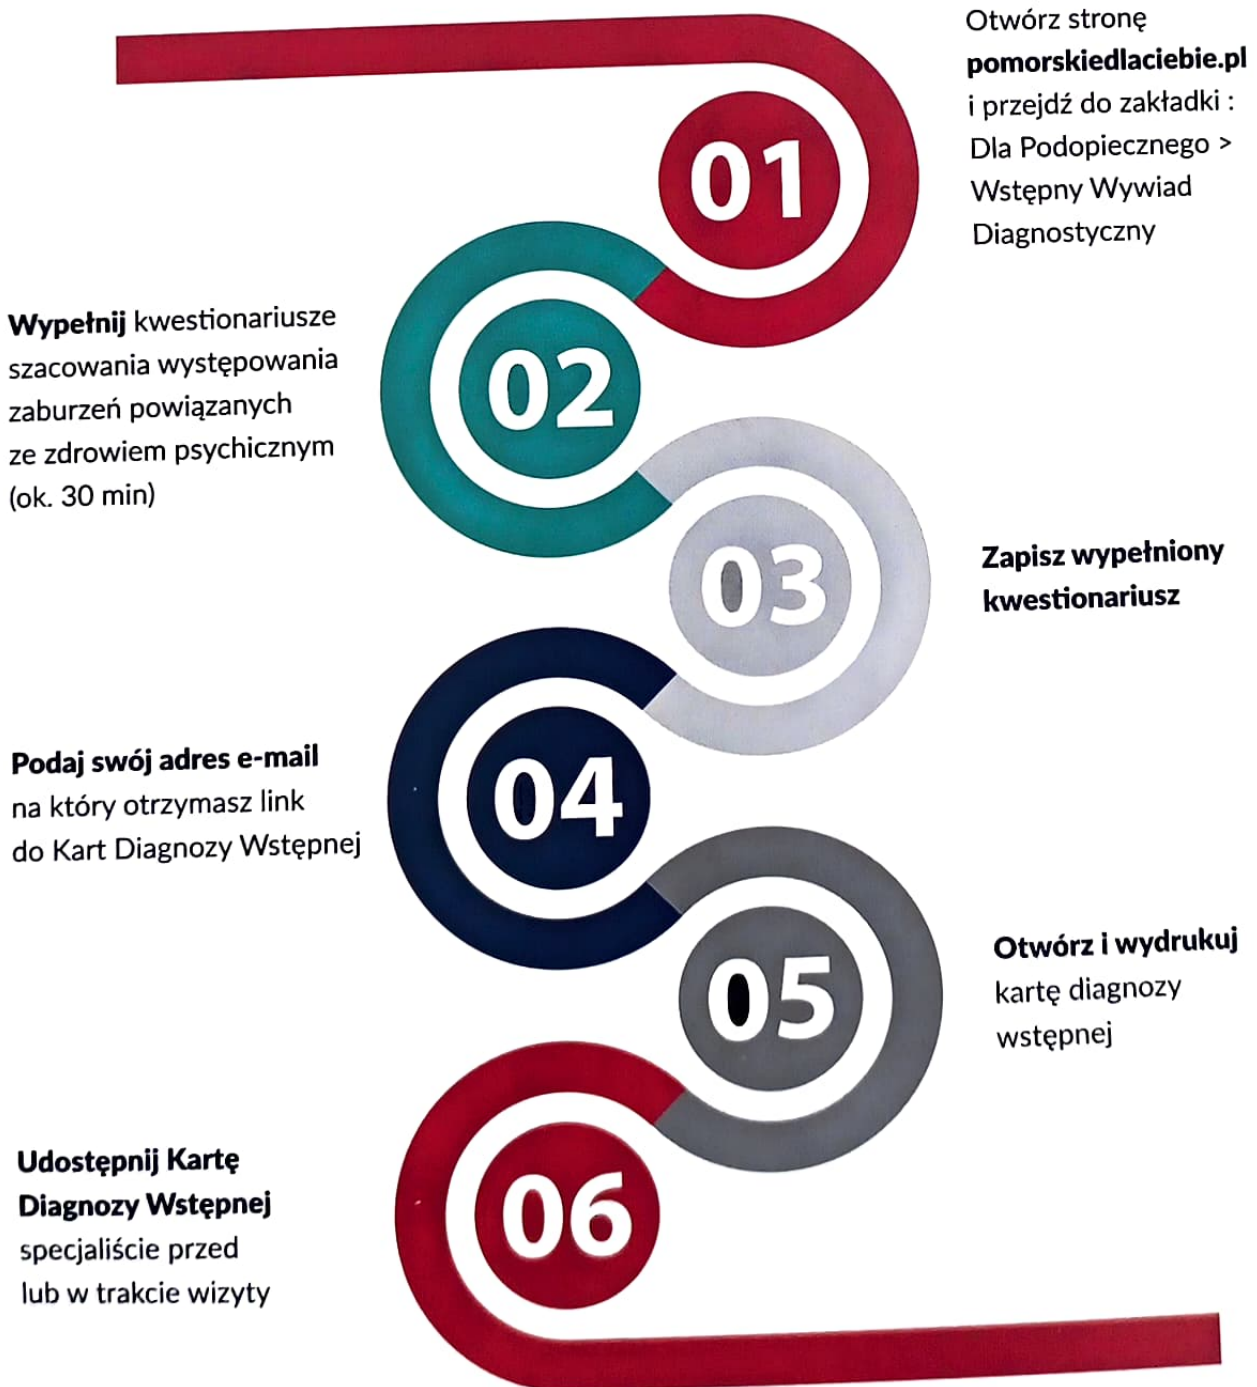 Otwórz stronę
pomorskiedlaciebie.pl
i przejdź do zakładki :
Dla Podopiecznego >
Wstępny Wywiad
Diagnostyczny
01
Wypełnij kwestionariusze
szacowania występowania
zaburzeń powiązanych
ze zdrowiem psychicznym
(ok. 30 min)
02
03
Zapisz wypełniony
kwestionariusz
Podaj swój adres e-mail
na który otrzymasz link
do Kart Diagnozy Wstępnej
04
05
Otwórz i wydrukuj
kartę diagnozy
wstępnej
Udostępnij Kartę
Diagnozy Wstępnej
specjaliście przed
lub w trakcie wizyty
06